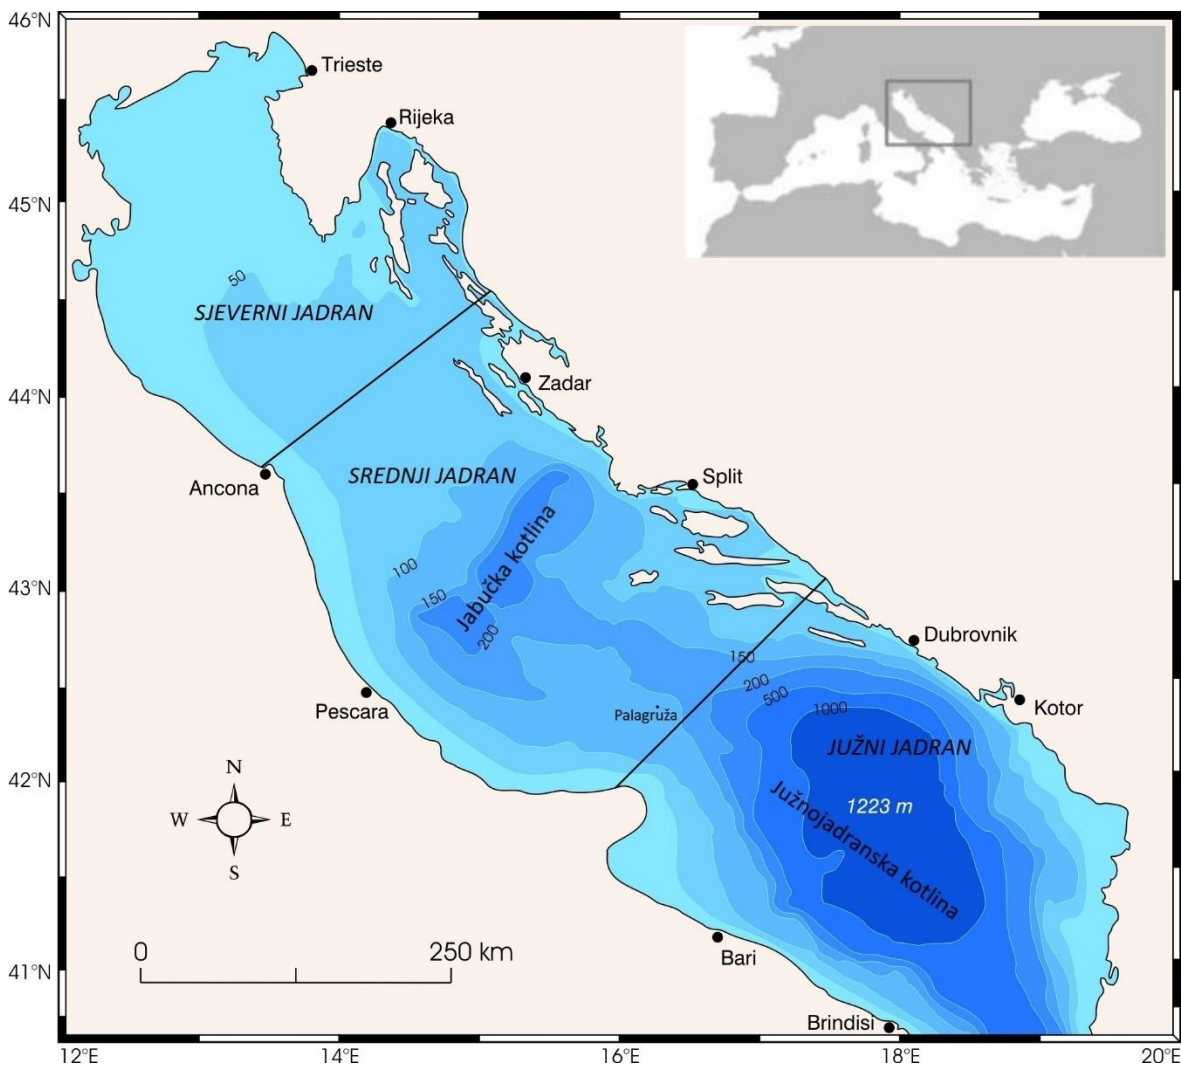 46°N
Trieste
Rijeka
45°N
50
SJEVERNI JADRAN
44°N
Zadar
Ancona
SREDNJI JADRAN
Split
Jabučka kotlina
100
43°N
150
200
Dubrovnik
150
200
500
1000
Kotor
Pescara
Palagruža
JUŽNI JADRAN
42°N
N
W
E
S
1223 m
Južnojadranska kotlina
0
250 km
Bari
41°N
Brindisi
12°E
14°E
16°E
18°E
20°E